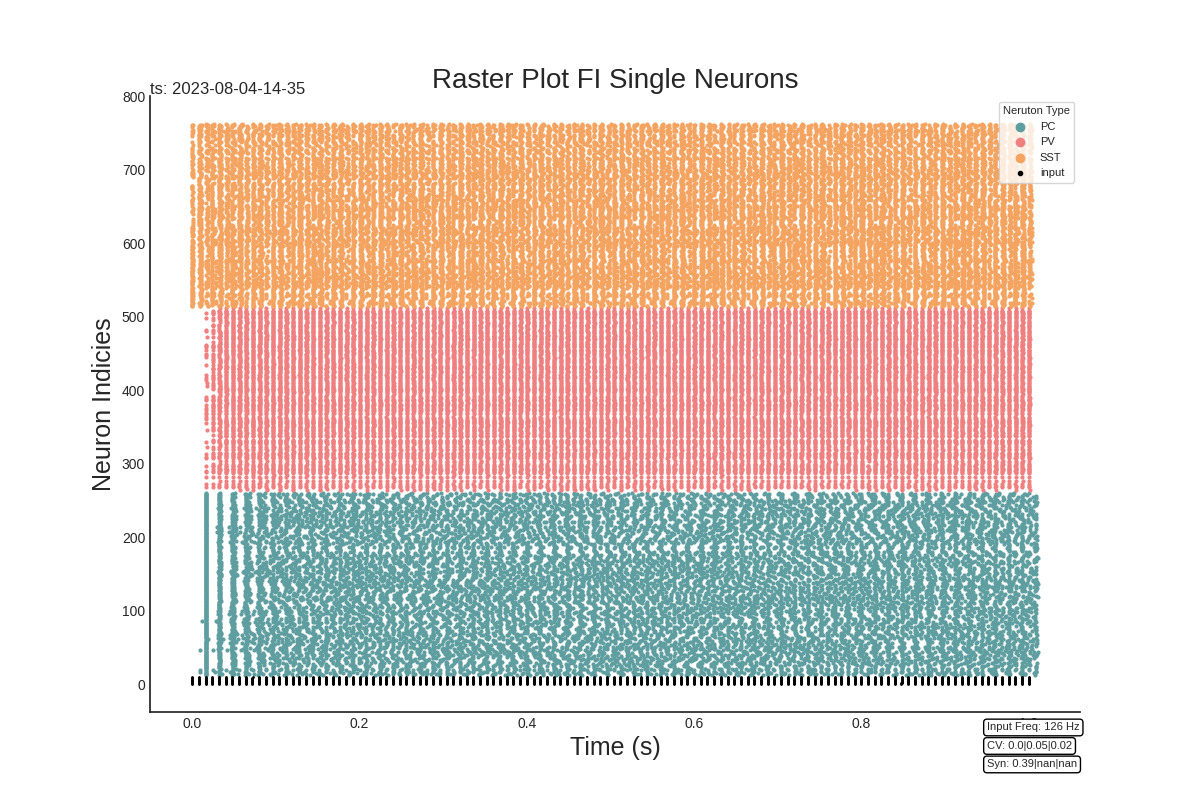 Raster Plot FI Single Neurons
ts: 2023-08-04-14-35
800
700
600
500
400
300
200
100
0
Neuron Indicies
Neruton Type
PC
PV
SST
input
0.0
0.2
0.4
0.6
0.8
Time (s)
Input Freq: 126 Hz
CV: 0.0|0.05|0.02
Syn: 0.39|nan|nan